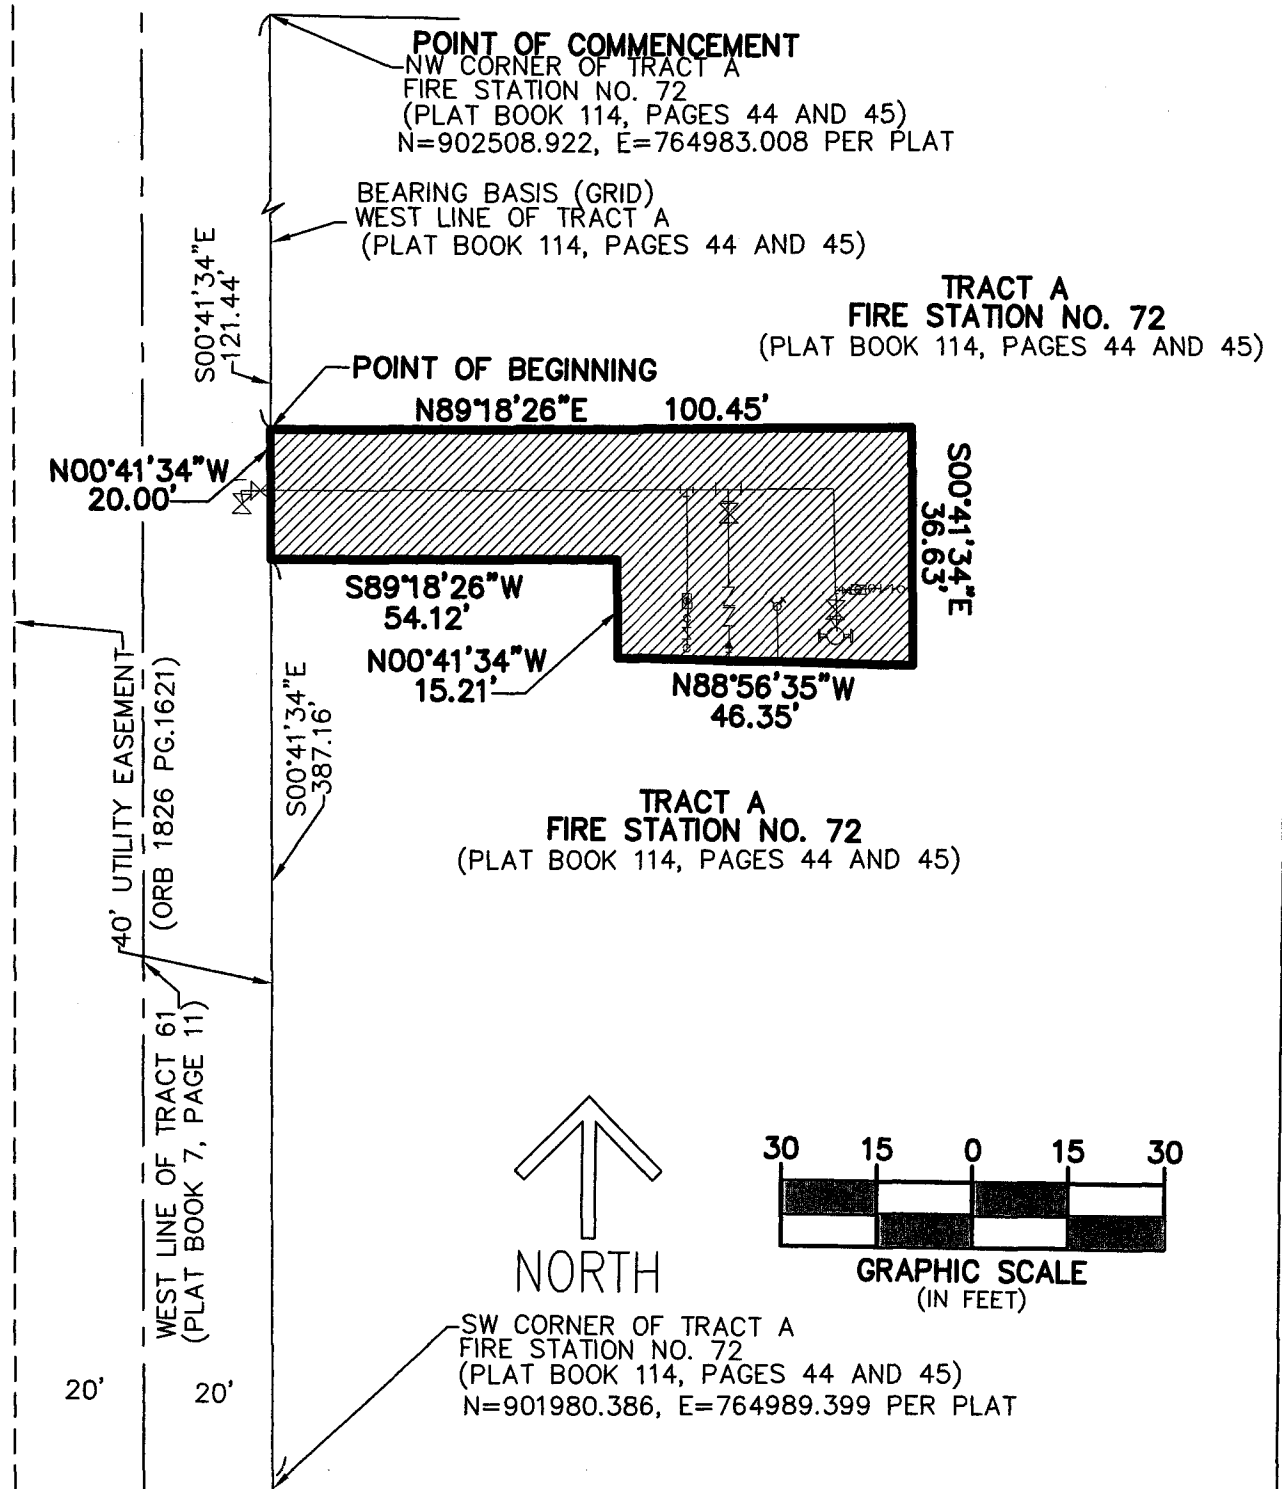 POINT OF COMMENCEMENT
NW CORNER OF TRACT A
FIRE STATION NO. 72
(PLAT BOOK 114, PAGES 44 AND 45)
N=902508.922, E=764983.008 PER PLAT
BEARING BASIS (GRID)
WEST LINE OF TRACT A
(PLAT BOOK 114, PAGES 44 AND 45)
S00°41'34"E
121.44'
TRACT A
FIRE STATION NO. 72
(PLAT BOOK 114, PAGES 44 AND 45)
POINT OF BEGINNING
N89°18'26"E 100.45'
N00°41'34"W
20.00'
S00°41'34"E
36.63'
S89°18'26"W
54.12'
N00°41'34"W
15.21'
N88°56'35"W
46.35'
S00°41'34"E
387.16'
40' UTILITY EASEMENT
(ORB 1826 PG.1621)
TRACT A
FIRE STATION NO. 72
(PLAT BOOK 114, PAGES 44 AND 45)
WEST LINE OF TRACT 61
(PLAT BOOK 7, PAGE 11)
NORTH
30 15 0 15 30
GRAPHIC SCALE
(IN FEET)
SW CORNER OF TRACT A
FIRE STATION NO. 72
(PLAT BOOK 114, PAGES 44 AND 45)
N=901980.386, E=764989.399 PER PLAT
20' 20'